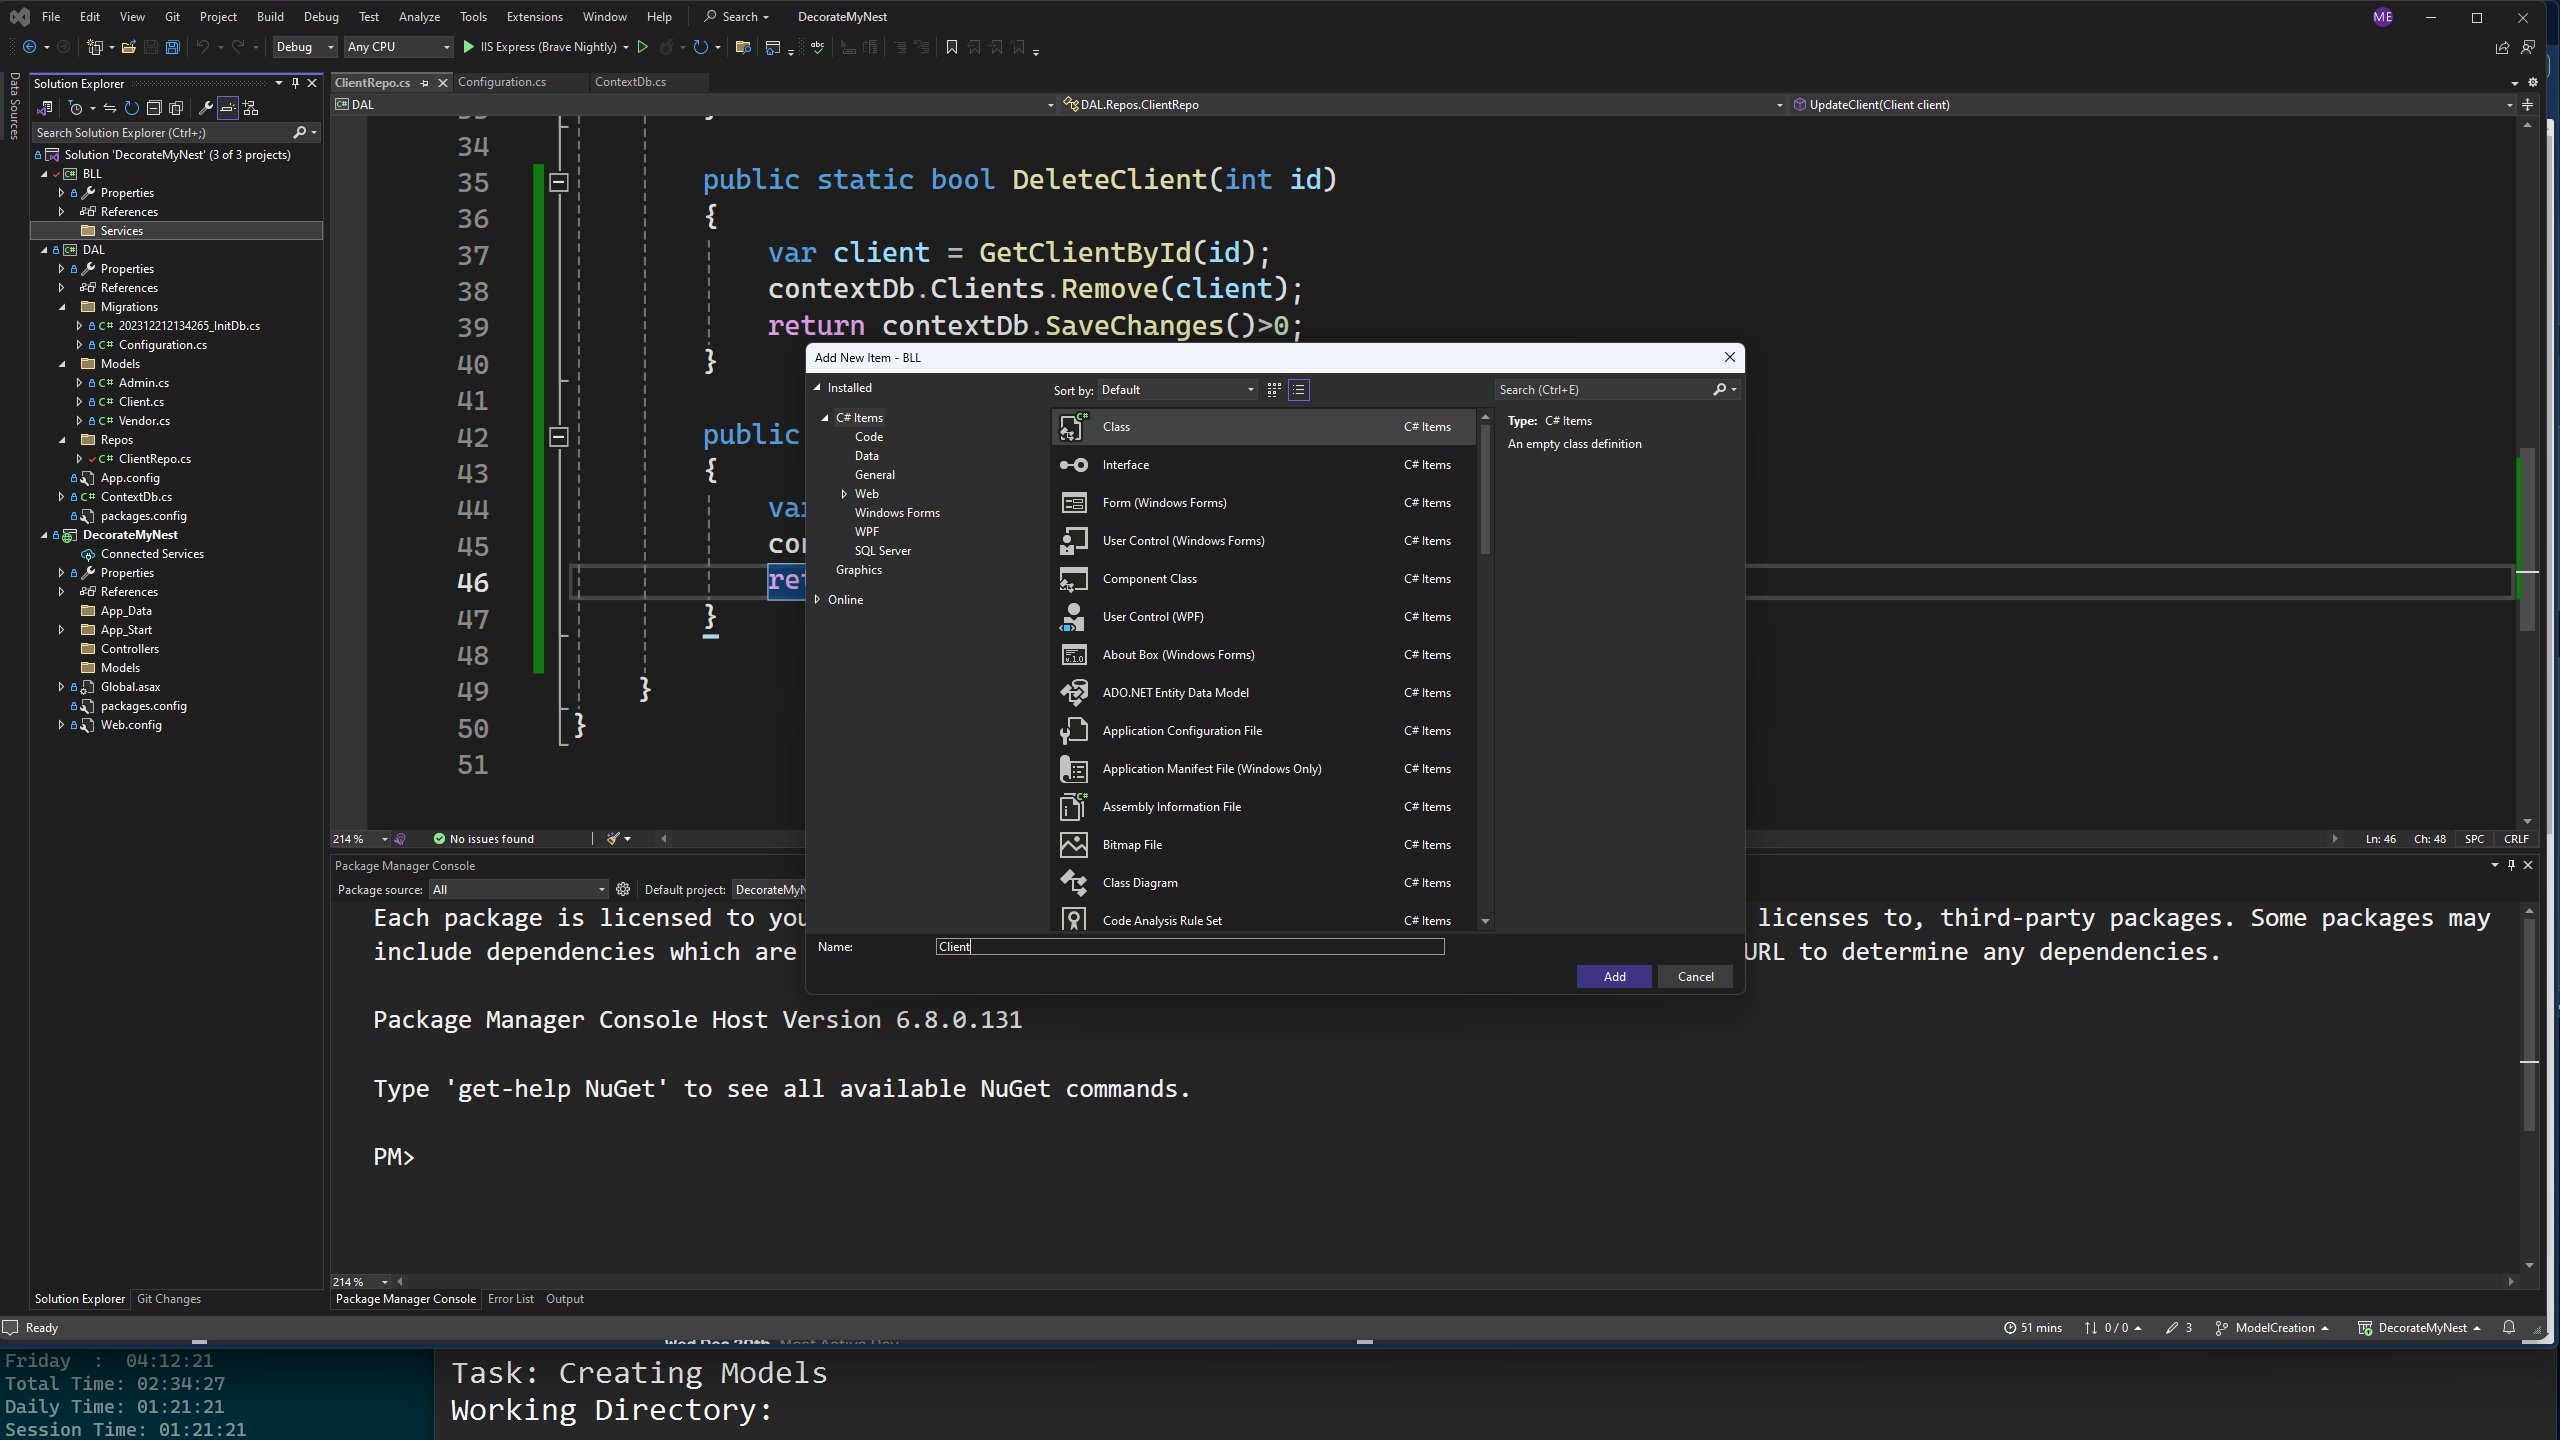 File Edit View Git Project Build Debug Test Analyze Tools Extensions Window Help Search DecorateMyNest ME
Debug Any CPU IIS Express (Brave Nightly)
Data Sources
Solution Explorer
Search Solution Explorer (Ctrl+;)
Solution 'DecorateMyNest' (3 of 3 projects)
BLL
Properties
References
Services
DAL
Properties
References
Migrations
202312212134265_InitDb.cs
Configuration.cs
Models
Admin.cs
Client.cs
Vendor.cs
Repos
ClientRepo.cs
App.config
ContextDb.cs
packages.config
DecorateMyNest
Connected Services
Properties
References
App_Data
App_Start
Controllers
Models
Global.asax
packages.config
Web.config
Solution Explorer Git Changes
ClientRepo.cs Configuration.cs ContextDb.cs
DAL DAL.Repos.ClientRepo UpdateClient(Client client)
34
35 public static bool DeleteClient(int id)
36 {
37 var client = GetClientById(id);
38 contextDb.Clients.Remove(client);
39 return contextDb.SaveChanges()>0;
40 }
41
42 public
43 {
44 va
45 co
46 re
47 }
48
49 }
50 }
51
214 % No issues found Ln: 46 Ch: 48 SPC CRLF
Add New Item - BLL
Installed
C# Items
Code
Data
General
Web
Windows Forms
WPF
SQL Server
Graphics
Online
Sort by: Default
Search (Ctrl+E)
Class C# Items
Interface C# Items
Form (Windows Forms) C# Items
User Control (Windows Forms) C# Items
Component Class C# Items
User Control (WPF) C# Items
About Box (Windows Forms) C# Items
ADO.NET Entity Data Model C# Items
Application Configuration File C# Items
Application Manifest File (Windows Only) C# Items
Assembly Information File C# Items
Bitmap File C# Items
Class Diagram C# Items
Code Analysis Rule Set C# Items
Type: C# Items
An empty class definition
Name: Client
Add Cancel
Package Manager Console
Package source: All Default project: DecorateMyN
Each package is licensed to you licenses to, third-party packages. Some packages may
include dependencies which are URL to determine any dependencies.
Package Manager Console Host Version 6.8.0.131
Type 'get-help NuGet' to see all available NuGet commands.
PM>
214 %
Package Manager Console Error List Output
Ready 51 mins 0 / 0 3 ModelCreation DecorateMyNest
Friday : 04:12:21
Total Time: 02:34:27
Daily Time: 01:21:21
Session Time: 01:21:21
Task: Creating Models
Working Directory: